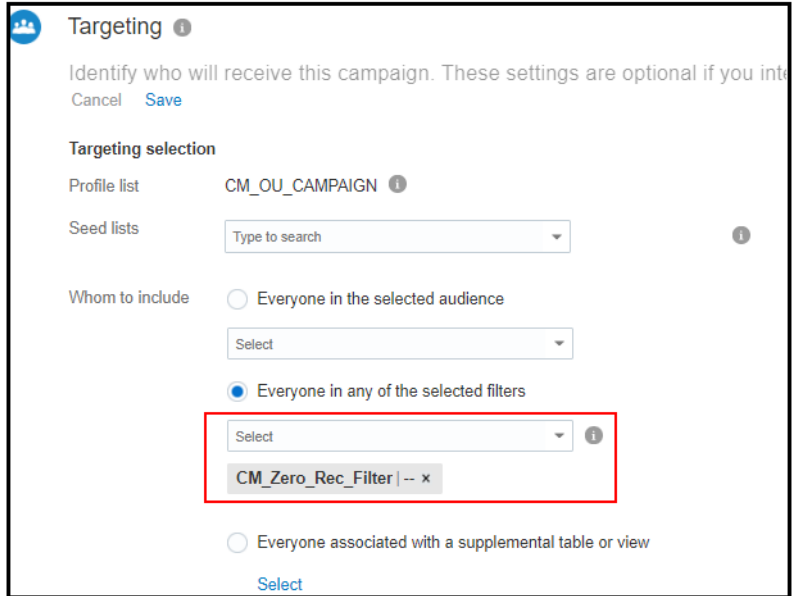 Targeting
Identify who will receive this campaign. These settings are optional if you
Cancel Save
Targeting selection
Profile list CM_OU_CAMPAIGN
Seed lists Type to search
Whom to include Everyone in the selected audience
Select
Everyone in any of the selected filters
Select
CM_Zero_Rec_Filter | -- ×
Everyone associated with a supplemental table or view
Select